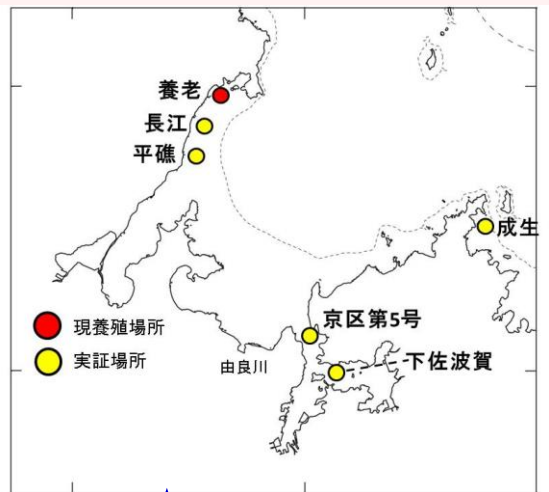 養老
長江
平礁
成生
京区第5号
下佐波賀
由良川
現養殖場所
実証場所